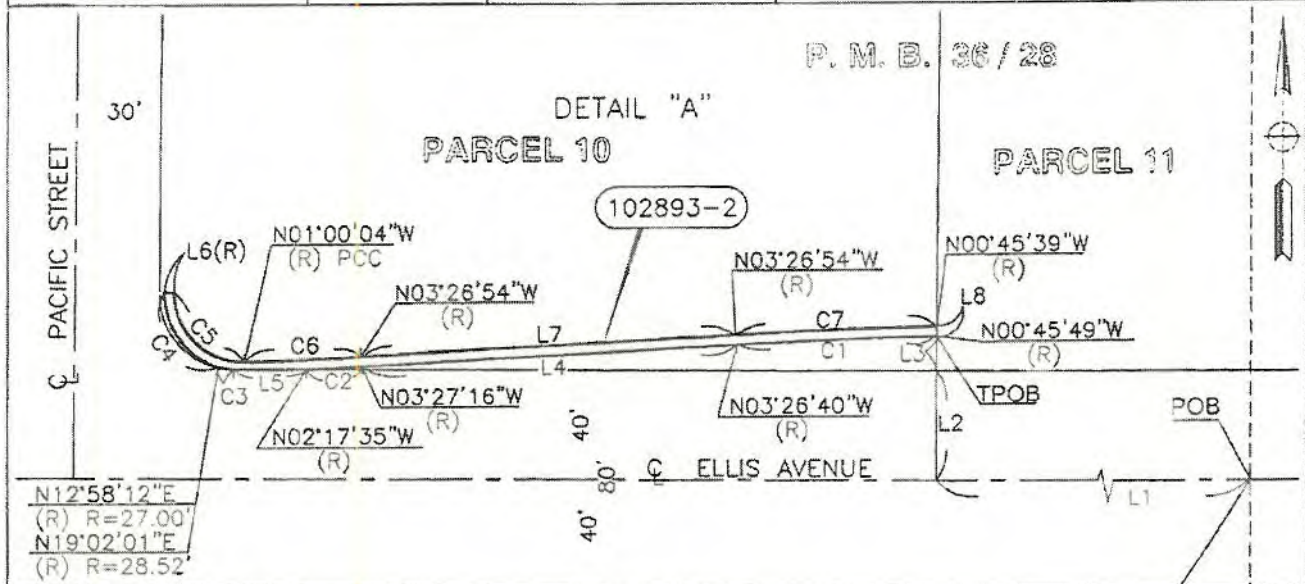 P. M. B. 36 / 28
30'
DETAIL "A"
PARCEL 10
PARCEL 11
℄ PACIFIC STREET
102893-2
L6(R)
N01°00'04"W
(R) PCC
N03°26'54"W
(R)
N03°26'54"W
(R)
N00°45'39"W
(R)
L8
C5
C4
C6
L7
C7
N00°45'49"W
(R)
C3
L5
C2
L4
C1
L3
N03°27'16"W
(R)
N03°26'40"W
(R)
TPOB
POB
N02°17'35"W
(R)
40'
80'
40'
L2
℄ ELLIS AVENUE
L1
N12°58'12"E
(R) R=27.00'
N19°02'01"E
(R) R=28.52'